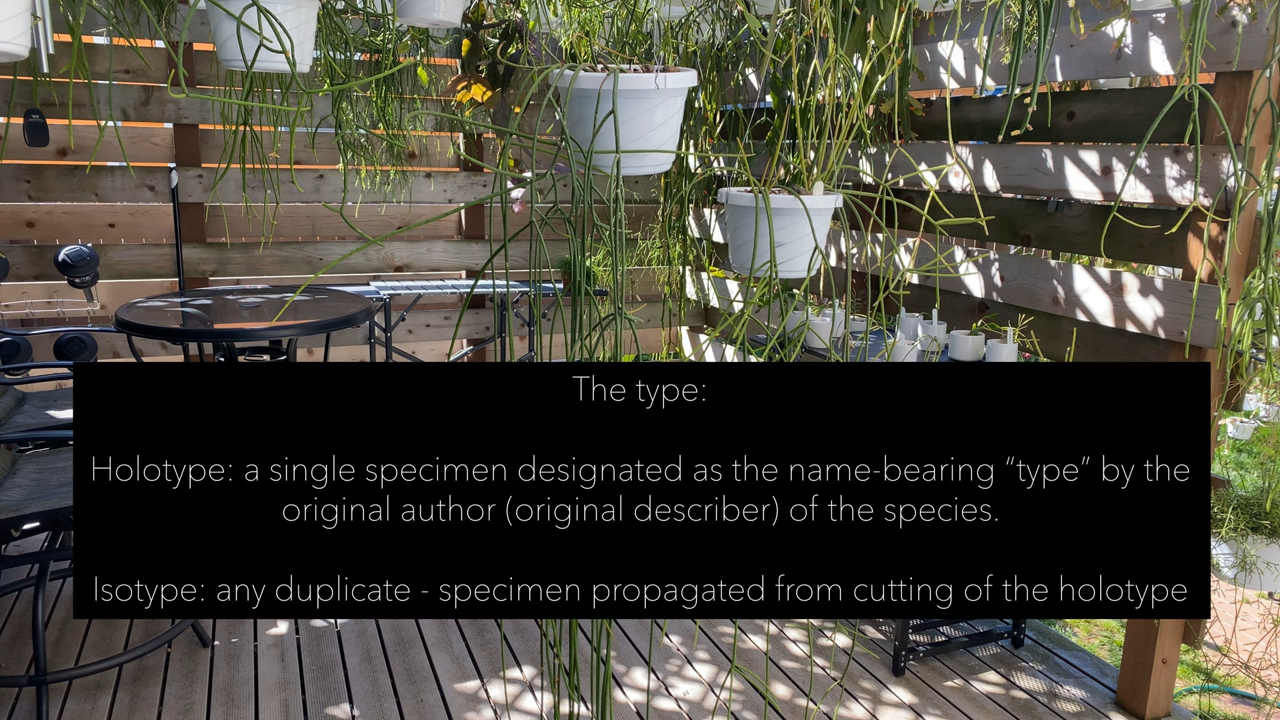 The type:
Holotype: a single specimen designated as the name-bearing “type” by the
original author (original describer) of the species.
Isotype: any duplicate - specimen propagated from cutting of the holotype